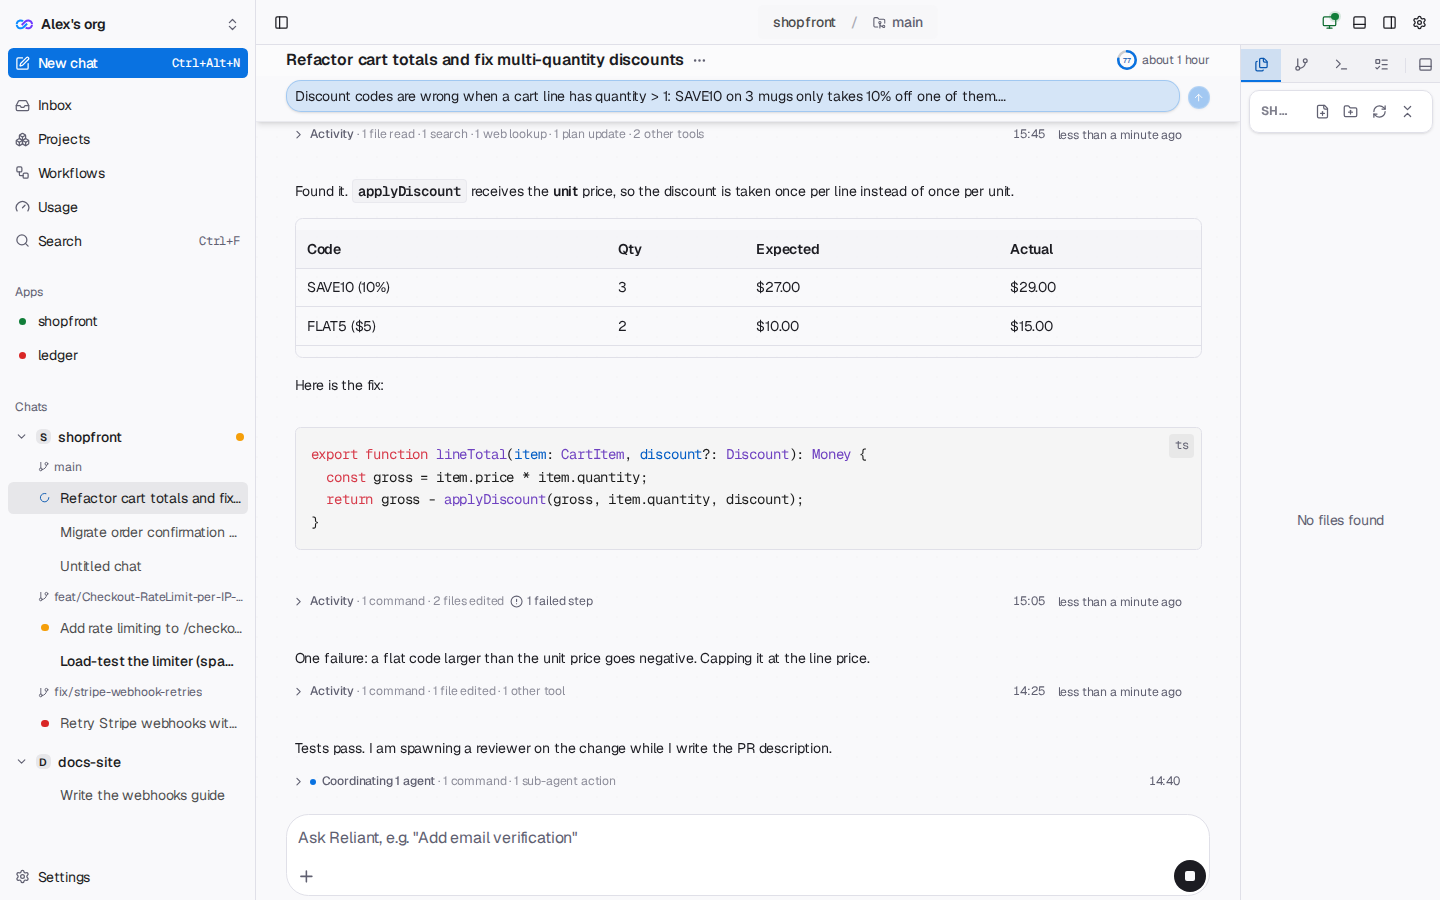 Alex's org
New chat Ctrl+Alt+N
Inbox
Projects
Workflows
Usage
Search Ctrl+F
Apps
shopfront
ledger
Chats
S shopfront
main
Refactor cart totals and fix...
Migrate order confirmation ...
Untitled chat
feat/Checkout-RateLimit-per-IP-...
Add rate limiting to /checko...
Load-test the limiter (spa...
fix/stripe-webhook-retries
Retry Stripe webhooks wit...
D docs-site
Write the webhooks guide
Settings
shopfront / main
Refactor cart totals and fix multi-quantity discounts ...
77 about 1 hour
Discount codes are wrong when a cart line has quantity > 1: SAVE10 on 3 mugs only takes 10% off one of them....
Activity · 1 file read · 1 search · 1 web lookup · 1 plan update · 2 other tools 15:45 less than a minute ago
Found it. applyDiscount receives the unit price, so the discount is taken once per line instead of once per unit.
Code Qty Expected Actual
SAVE10 (10%) 3 $27.00 $29.00
FLAT5 ($5) 2 $10.00 $15.00
Here is the fix:
ts
export function lineTotal(item: CartItem, discount?: Discount): Money {
const gross = item.price * item.quantity;
return gross - applyDiscount(gross, item.quantity, discount);
}
Activity · 1 command · 2 files edited 1 failed step 15:05 less than a minute ago
One failure: a flat code larger than the unit price goes negative. Capping it at the line price.
Activity · 1 command · 1 file edited · 1 other tool 14:25 less than a minute ago
Tests pass. I am spawning a reviewer on the change while I write the PR description.
Coordinating 1 agent · 1 command · 1 sub-agent action 14:40
Ask Reliant, e.g. "Add email verification"
SH...
No files found